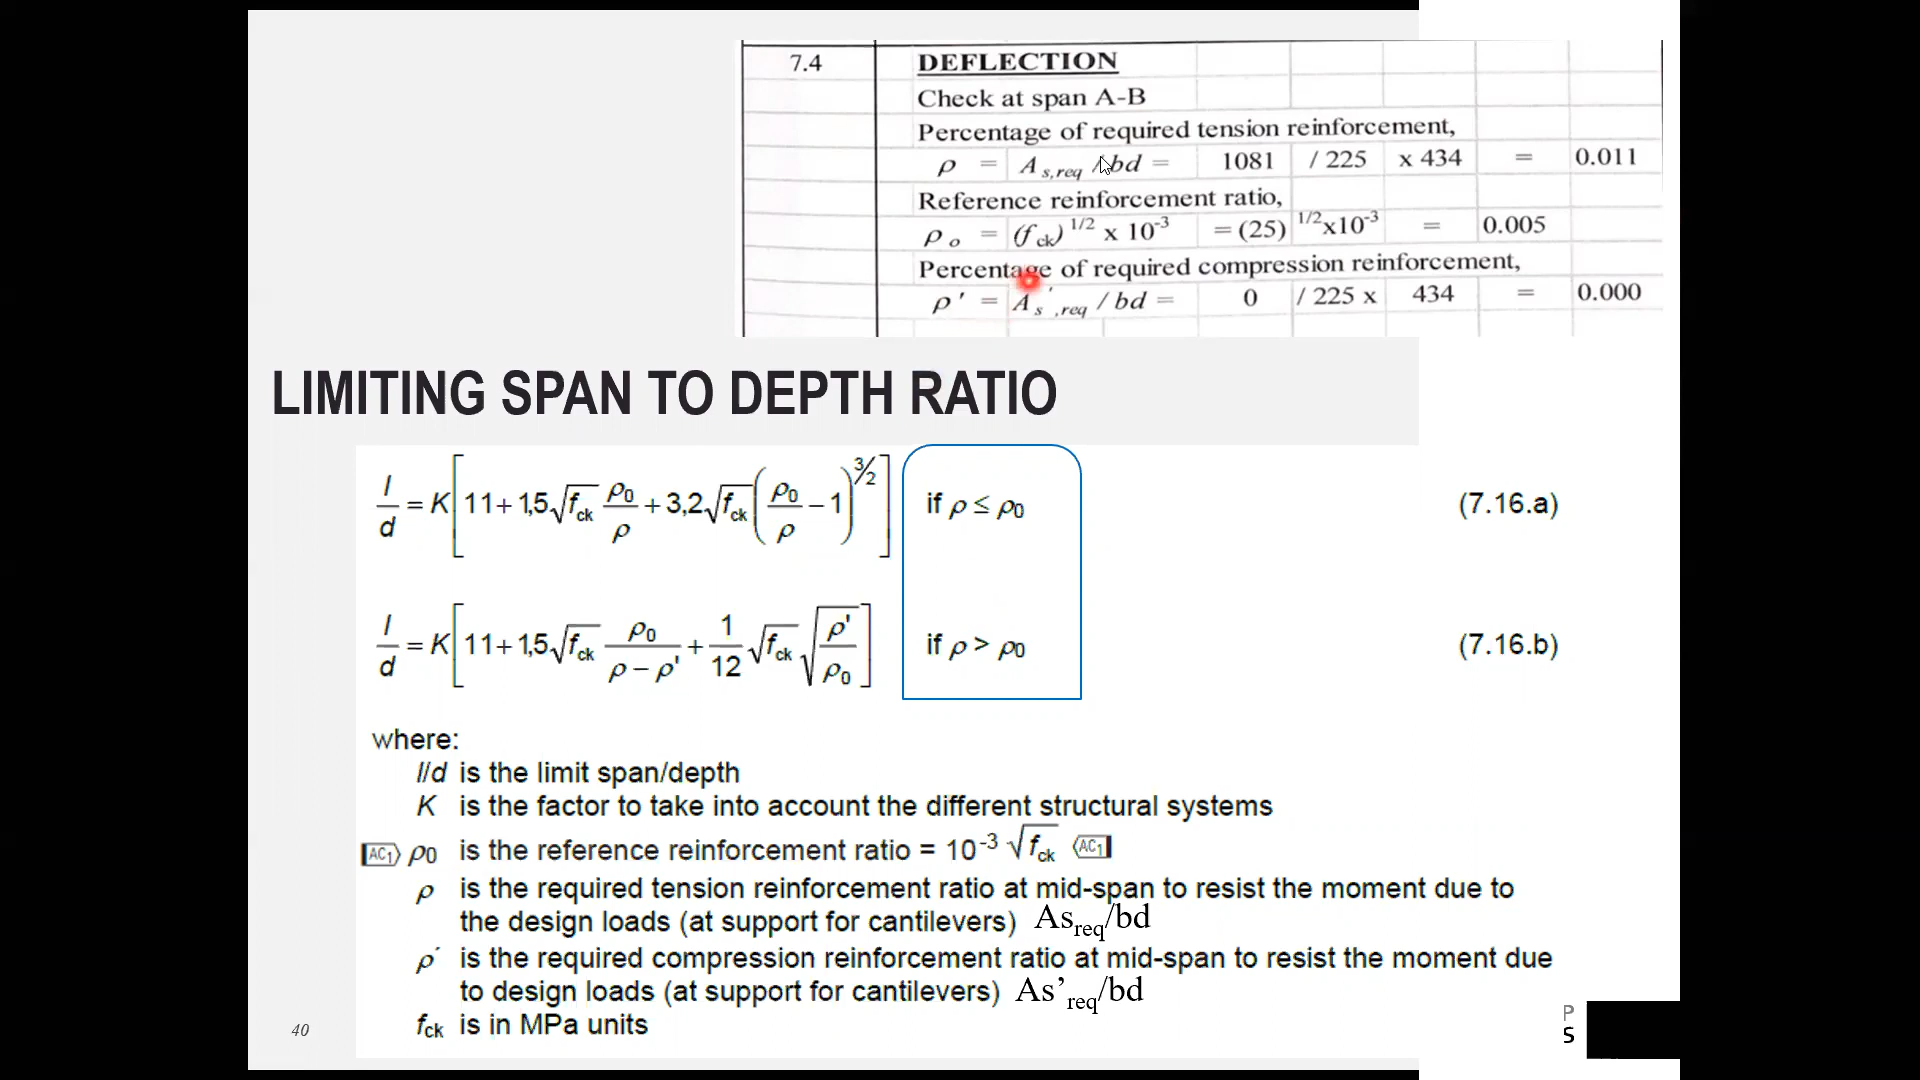 7.4 DEFLECTION
Check at span A-B
Percentage of required tension reinforcement,
ρ = A s,req / bd = 1081 / 225 x 434 = 0.011
Reference reinforcement ratio,
ρ o = (f ck) 1/2 x 10-3 = (25) 1/2 x10-3 = 0.005
Percentage of required compression reinforcement,
ρ ' = A s ' ,req / bd = 0 / 225 x 434 = 0.000
LIMITING SPAN TO DEPTH RATIO
l/d = K[11 + 1,5√fck ρ0/ρ + 3,2√fck (ρ0/ρ − 1)^3/2] if ρ ≤ ρ0 (7.16.a)
l/d = K[11 + 1,5√fck ρ0/(ρ − ρ') + 1/12 √fck √(ρ'/ρ0)] if ρ > ρ0 (7.16.b)
where:
l/d is the limit span/depth
K is the factor to take into account the different structural systems
AC1 ρ0 is the reference reinforcement ratio = 10-3 √fck AC1
ρ is the required tension reinforcement ratio at mid-span to resist the moment due to
the design loads (at support for cantilevers) Asreq/bd
ρ' is the required compression reinforcement ratio at mid-span to resist the moment due
to design loads (at support for cantilevers) As’req/bd
fck is in MPa units
40
P
S